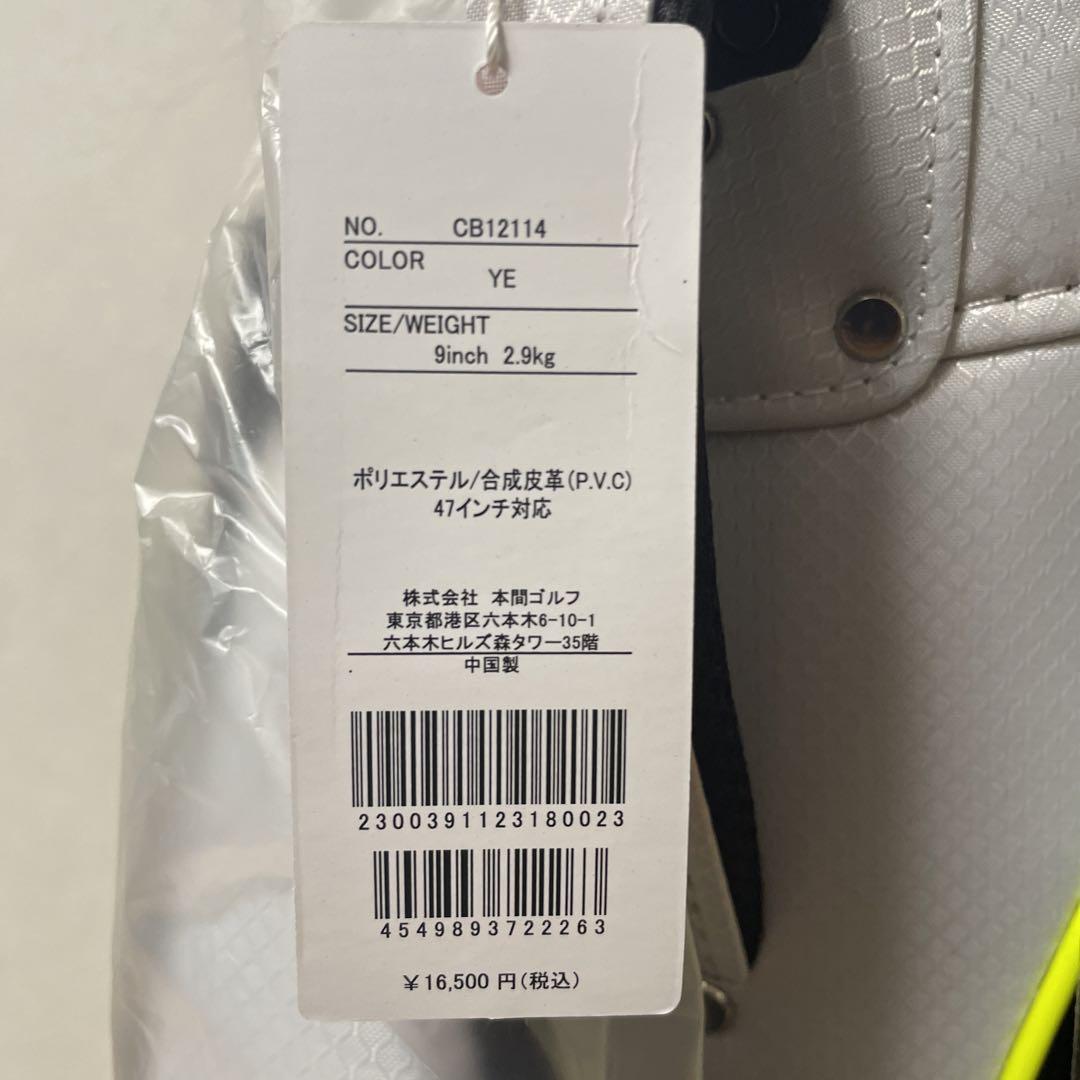 NO. CB12114
COLOR
YE
SIZE/WEIGHT
9inch 2.9kg
ポリエステル/合成皮革(P.V.C)
47インチ対応
株式会社 本間ゴルフ
東京都港区六本木6-10-1
六本木ヒルズ森タワー35階
中国製
2300391123180023
4549893722263
￥16,500 円(税込)